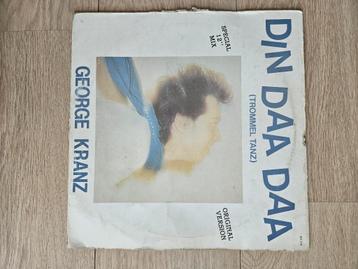 DIN DAA DAA
(TROMMEL TANZ)
SPECIAL
12"
MIX
ORIGINAL
VERSION
GEORGE KRANZ